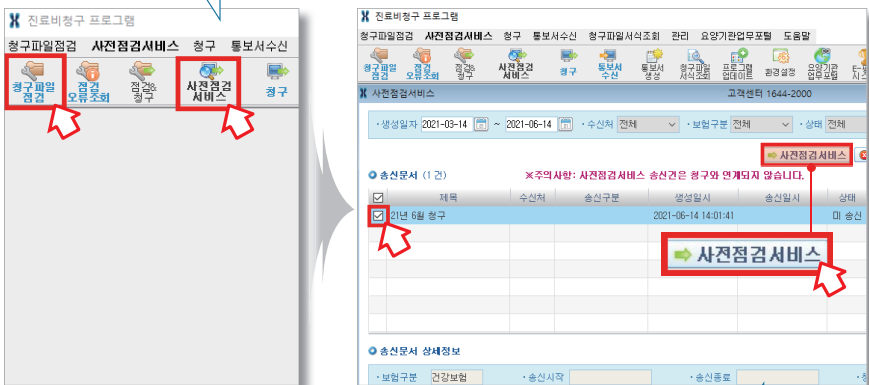 진료비청구 프로그램
청구파일점검 사전점검서비스 청구 통보서수신
청구파일 점검
점검 오류조회
점검& 청구
사전점검 서비스
청구
진료비청구 프로그램
청구파일점검 사전점검서비스 청구 통보서수신 청구파일서식조회 관리 요양기관업무포털 도움말
청구파일 점검
점검 오류조회
점검& 청구
사전점검 서비스
청구
통보서 수신
통보서 생성
청구파일 서식조회
프로그램 업데이트
환경설정
요양기관 업무포털
사전점검서비스 고객센터 1644-2000
·생성일자 2021-03-14 ~ 2021-06-14 ·수신처 전체 ·보험구분 전체 ·상태 전체
사전점검서비스
송신문서 (1 건) ※주의사항: 사전점검서비스 송신건은 청구와 연계되지 않습니다.
제목 수신처 송신구분 생성일시 송신일시 상태
21년 6월 청구 2021-06-14 14:01:41 미 송신
사전점검서비스
송신문서 상세정보
·보험구분 건강보험 ·송신시작 ·송신종료